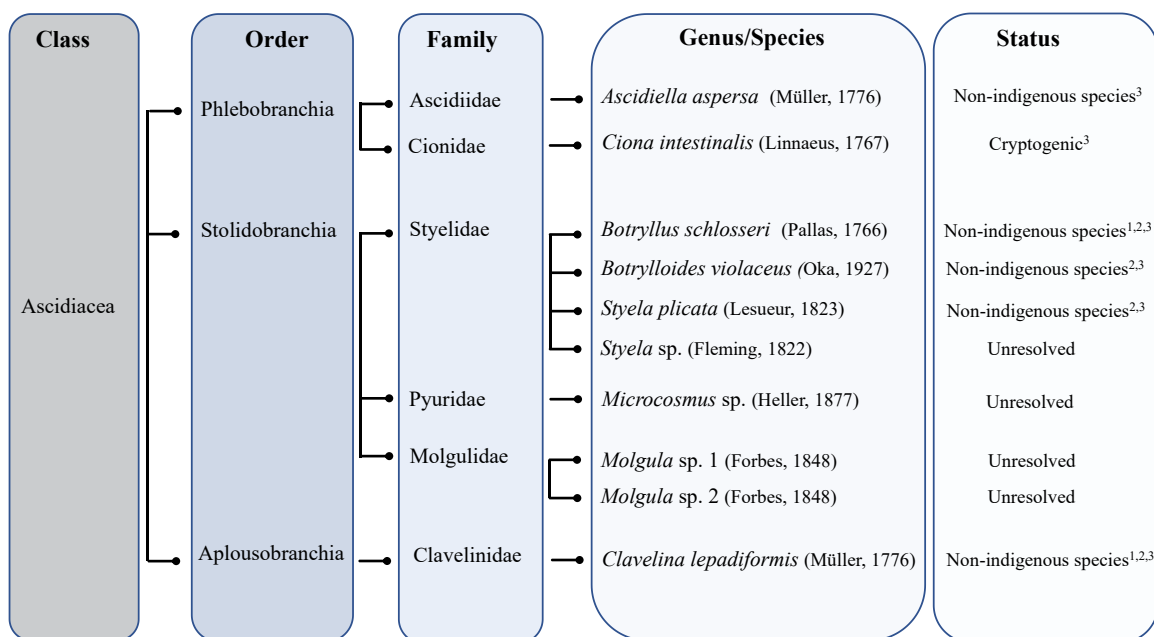 Class Order Family Genus/Species Status
Phlebobranchia Ascidiidae Ascidiella aspersa (Müller, 1776) Non-indigenous species³
Cionidae Ciona intestinalis (Linnaeus, 1767) Cryptogenic³
Stolidobranchia Styelidae Botryllus schlosseri (Pallas, 1766) Non-indigenous species¹,²,³
Botrylloides violaceus (Oka, 1927) Non-indigenous species²,³
Ascidiacea Styela plicata (Lesueur, 1823) Non-indigenous species²,³
Styela sp. (Fleming, 1822) Unresolved
Pyuridae Microcosmus sp. (Heller, 1877) Unresolved
Molgulidae Molgula sp. 1 (Forbes, 1848) Unresolved
Molgula sp. 2 (Forbes, 1848) Unresolved
Aplousobranchia Clavelinidae Clavelina lepadiformis (Müller, 1776) Non-indigenous species¹,²,³